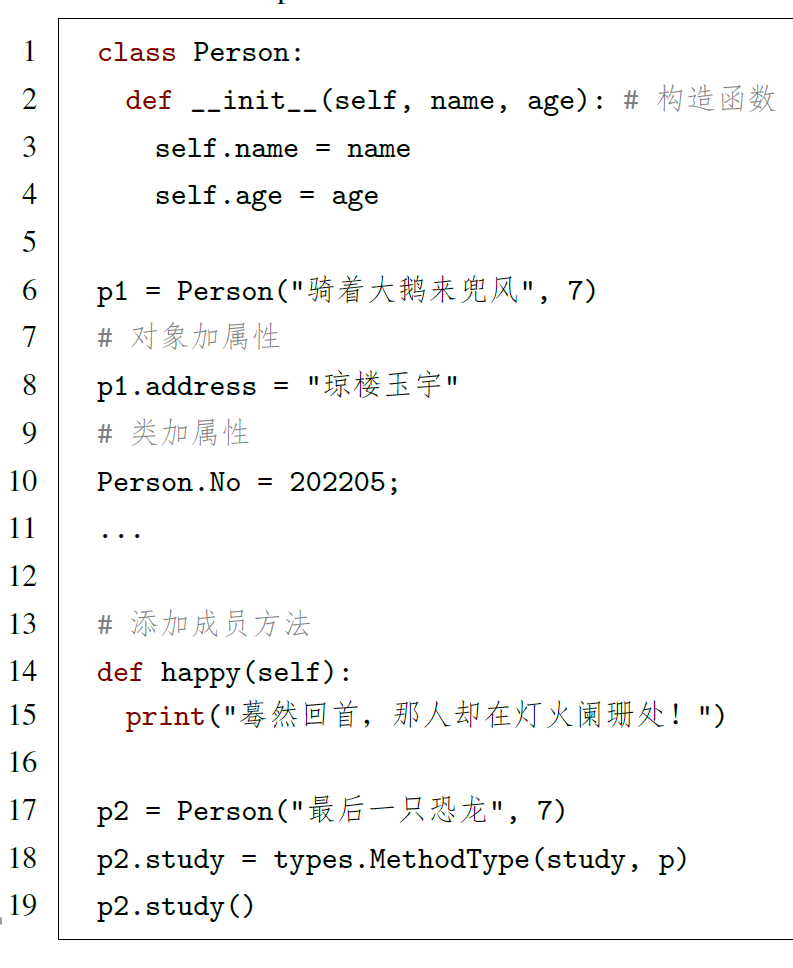 1 class Person:
2 def __init__(self, name, age): # 构造函数
3 self.name = name
4 self.age = age
5
6 p1 = Person("骑着大鹅来兜风", 7)
7 # 对象加属性
8 p1.address = "琼楼玉宇"
9 # 类加属性
10 Person.No = 202205;
11 ...
12
13 # 添加成员方法
14 def happy(self):
15 print("蓦然回首，那人却在灯火阑珊处！")
16
17 p2 = Person("最后一只恐龙", 7)
18 p2.study = types.MethodType(study, p)
19 p2.study()